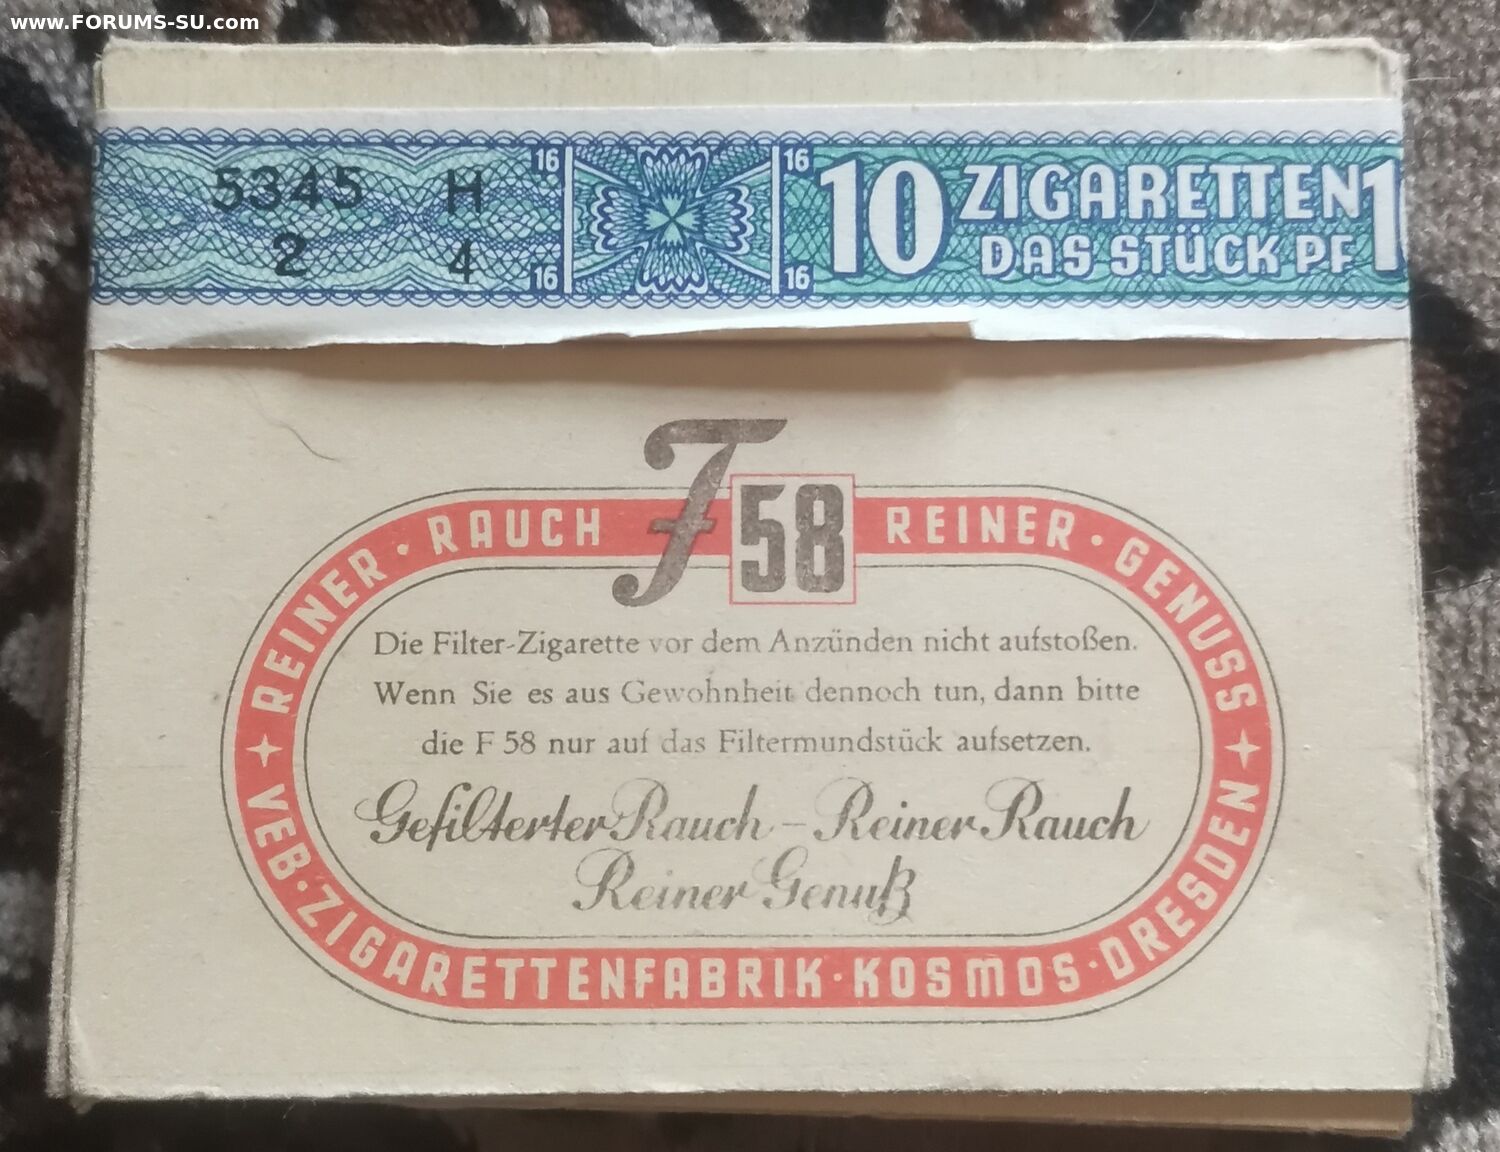 www.FORUMS-SU.com
5345 H
2 4
16 16
16 16
10 ZIGARETTEN
DAS STÜCK PF
F 58
REINER · RAUCH REINER · GENUSS
Die Filter-Zigarette vor dem Anzünden nicht aufstoßen.
Wenn Sie es aus Gewohnheit dennoch tun, dann bitte
die F 58 nur auf das Filtermundstück aufsetzen.
Gefilterter Rauch – Reiner Rauch
Reiner Genuß
VEB · ZIGARETTENFABRIK · KOSMOS · DRESDEN